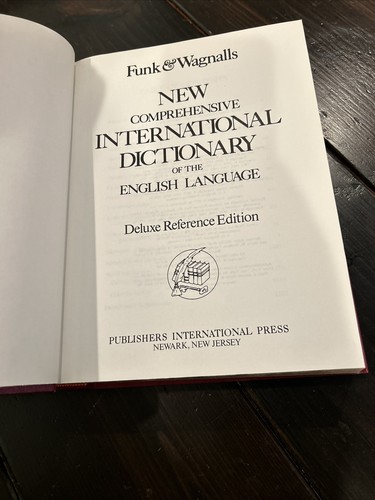 Funk & Wagnalls
NEW
COMPREHENSIVE
INTERNATIONAL
DICTIONARY
OF THE
ENGLISH LANGUAGE
Deluxe Reference Edition
PUBLISHERS INTERNATIONAL PRESS
NEWARK, NEW JERSEY